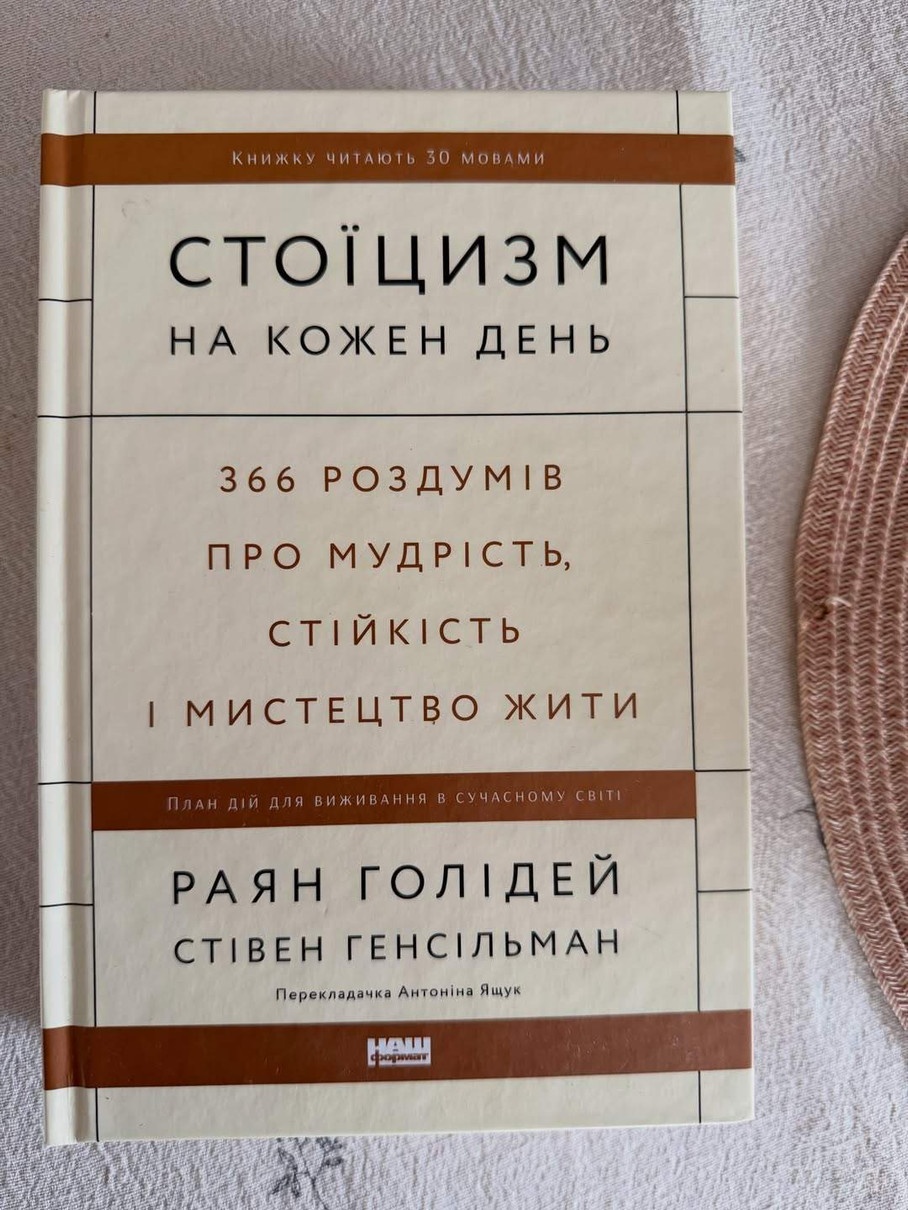 Книжку читають 30 мовами
СТОЇЦИЗМ
НА КОЖЕН ДЕНЬ
366 РОЗДУМІВ
ПРО МУДРІСТЬ,
СТІЙКІСТЬ
І МИСТЕЦТВО ЖИТИ
План дій для виживання в сучасному світі
РАЯН ГОЛІДЕЙ
СТІВЕН ГЕНСІЛЬМАН
Перекладачка Антоніна Ящук
НАШ
формат